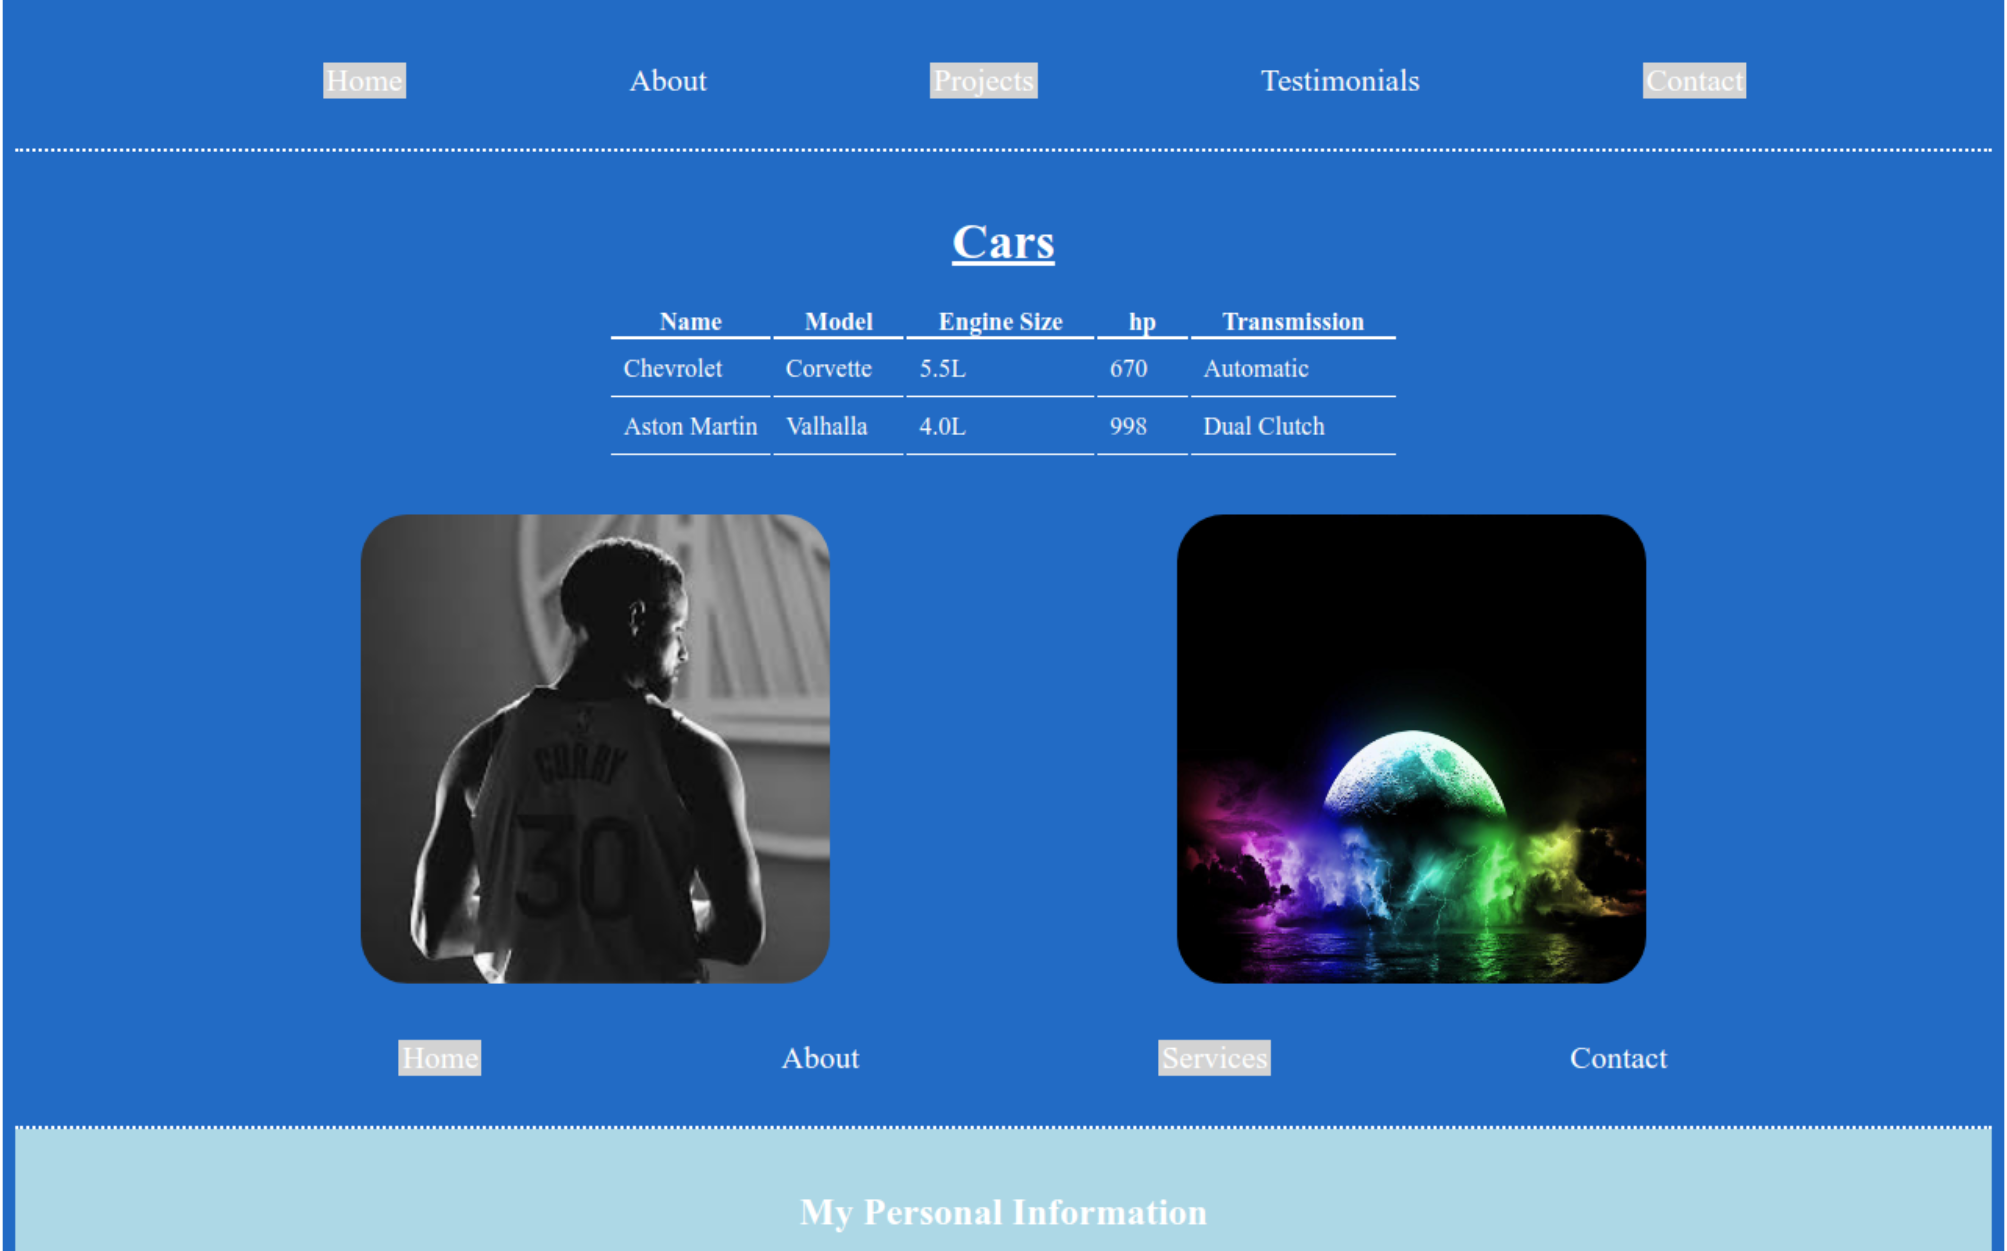 Home About Projects Testimonials Contact
Cars
Name Model Engine Size hp Transmission
Chevrolet Corvette 5.5L 670 Automatic
Aston Martin Valhalla 4.0L 998 Dual Clutch
CURRY
30
Home About Services Contact
My Personal Information